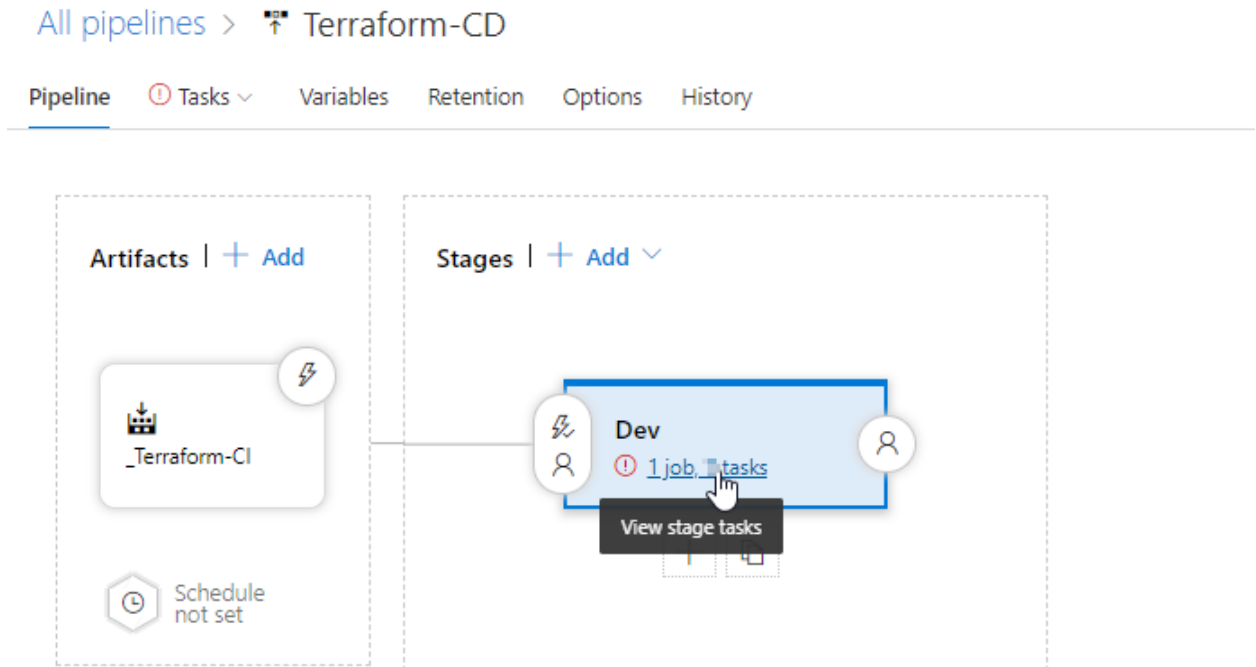 All pipelines > Terraform-CD
Pipeline Tasks Variables Retention Options History
Artifacts | + Add
Stages | + Add
_Terraform-CI
Dev
1 job, tasks
View stage tasks
Schedule
not set